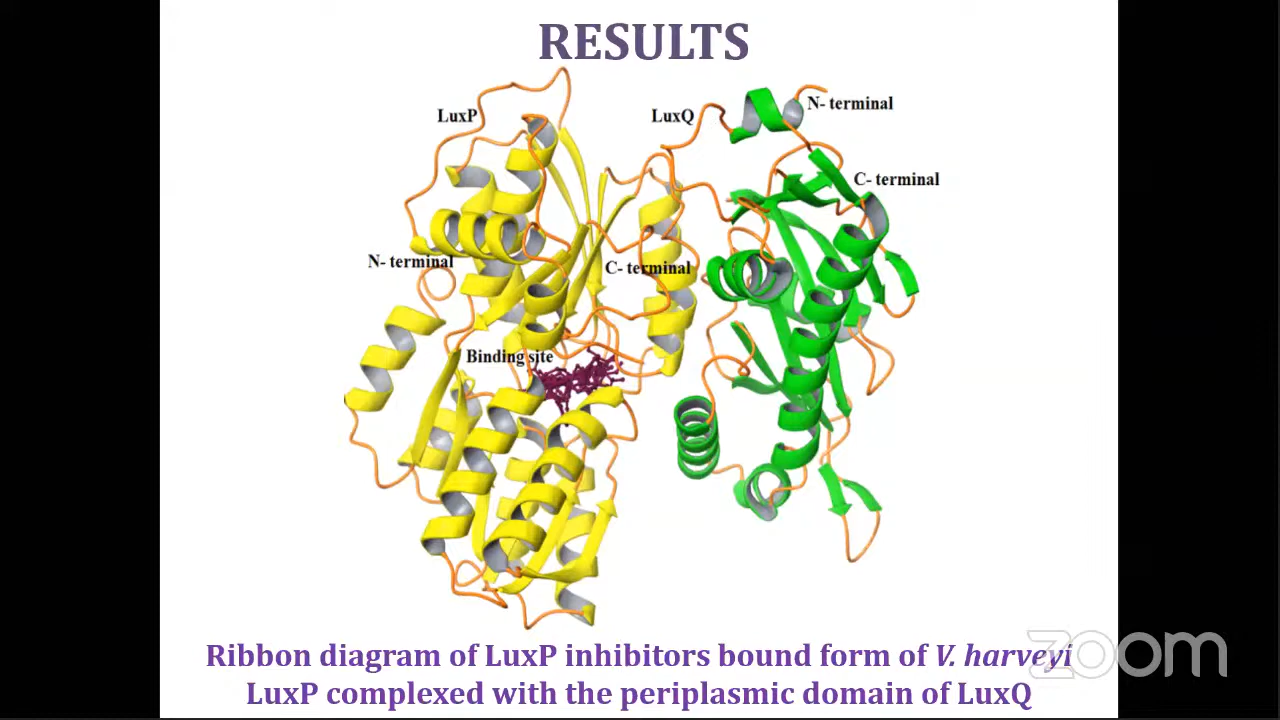 RESULTS
LuxP
LuxQ
N- terminal
C- terminal
N- terminal
C- terminal
Binding site
Ribbon diagram of LuxP inhibitors bound form of V. harveyi
LuxP complexed with the periplasmic domain of LuxQ
zoom